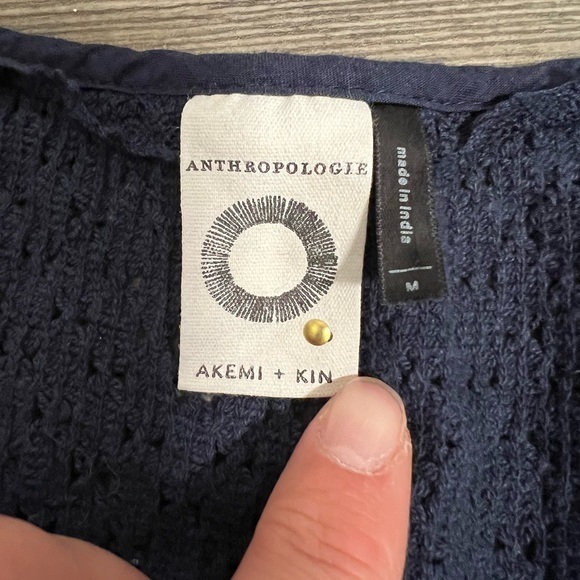 ANTHROPOLOGIE
AKEMI + KIN
made in India
M